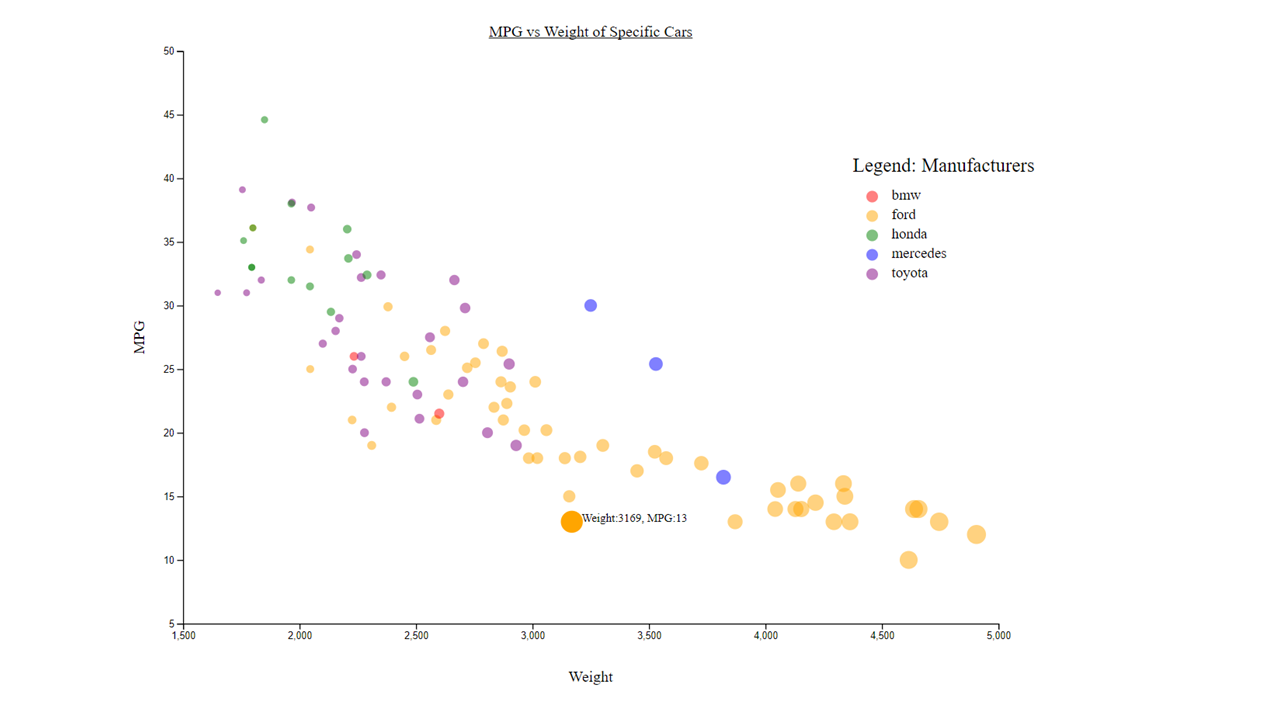 MPG vs Weight of Specific Cars
50
45
40
35
30
25
20
15
10
5
MPG
Legend: Manufacturers
bmw
ford
honda
mercedes
toyota
Weight:3169, MPG:13
1,500 2,000 2,500 3,000 3,500 4,000 4,500 5,000
Weight